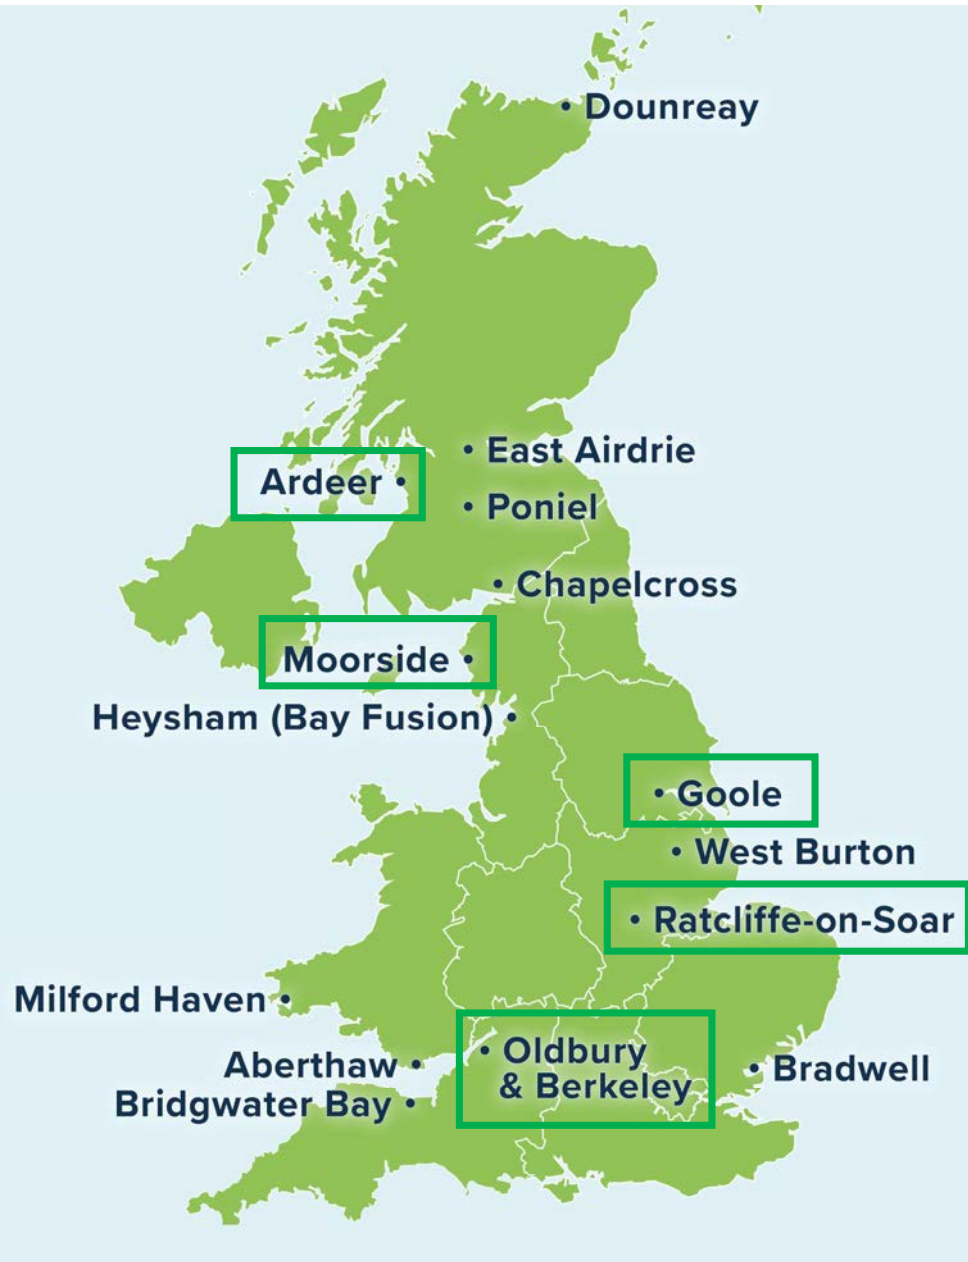 Dounreay
East Airdrie
Ardeer
Poniel
Chapelcross
Moorside
Heysham (Bay Fusion)
Goole
West Burton
Ratcliffe-on-Soar
Milford Haven
Oldbury
& Berkeley
Aberthaw
Bradwell
Bridgwater Bay